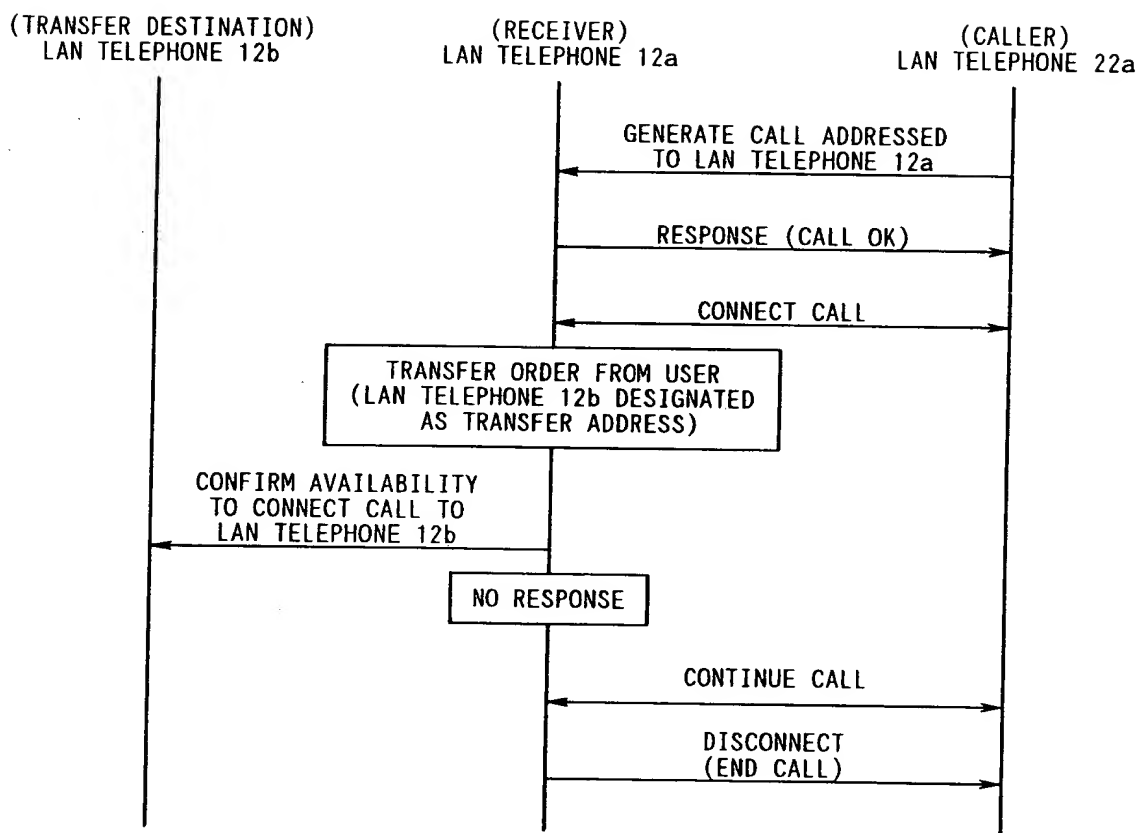 (TRANSFER DESTINATION)
LAN TELEPHONE 12b
(RECEIVER)
LAN TELEPHONE 12a
(CALLER)
LAN TELEPHONE 22a
GENERATE CALL ADDRESSED
TO LAN TELEPHONE 12a
RESPONSE (CALL OK)
CONNECT CALL
TRANSFER ORDER FROM USER
(LAN TELEPHONE 12b DESIGNATED
AS TRANSFER ADDRESS)
CONFIRM AVAILABILITY
TO CONNECT CALL TO
LAN TELEPHONE 12b
NO RESPONSE
CONTINUE CALL
DISCONNECT
(END CALL)